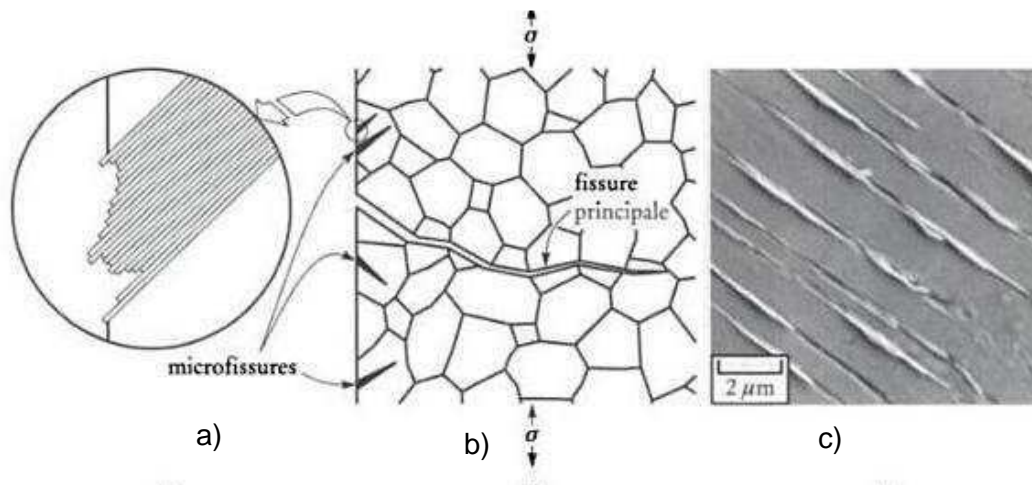 σ
fissure
principale
microfissures
2 μm
a)
b)
c)
σ